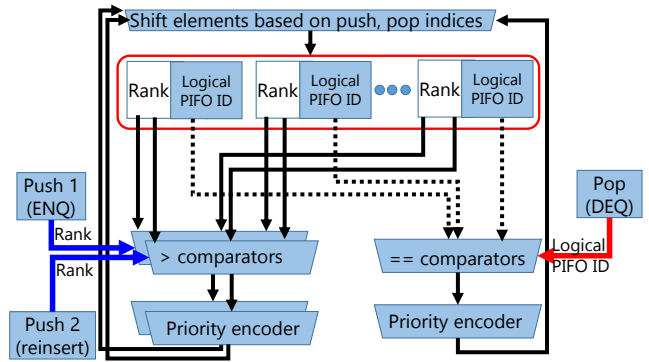 Shift elements based on push, pop indices
Rank
Logical
PIFO ID
Rank
Logical
PIFO ID
Rank
Logical
PIFO ID
Push 1
(ENQ)
Rank
Rank
Push 2
(reinsert)
> comparators
Priority encoder
== comparators
Priority encoder
Pop
(DEQ)
Logical
PIFO ID